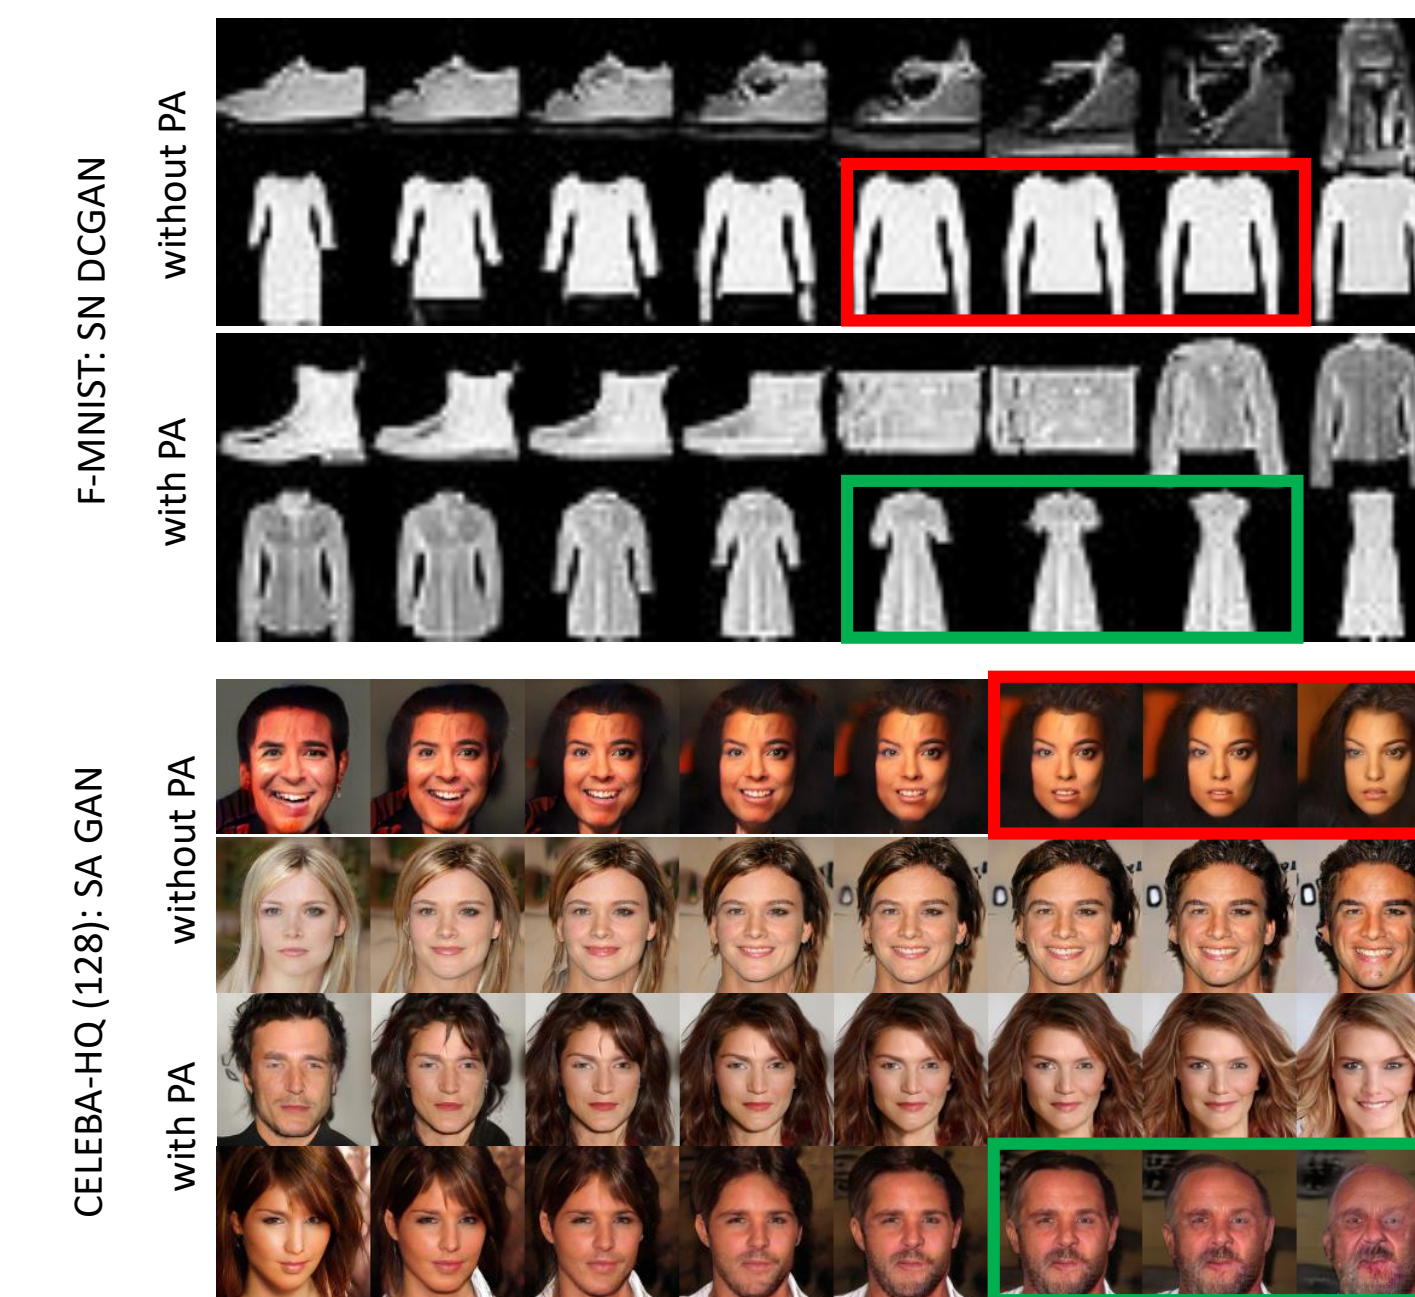 F-MNIST: SN DCGAN
without PA
with PA
CELEBA-HQ (128): SA GAN
without PA
with PA